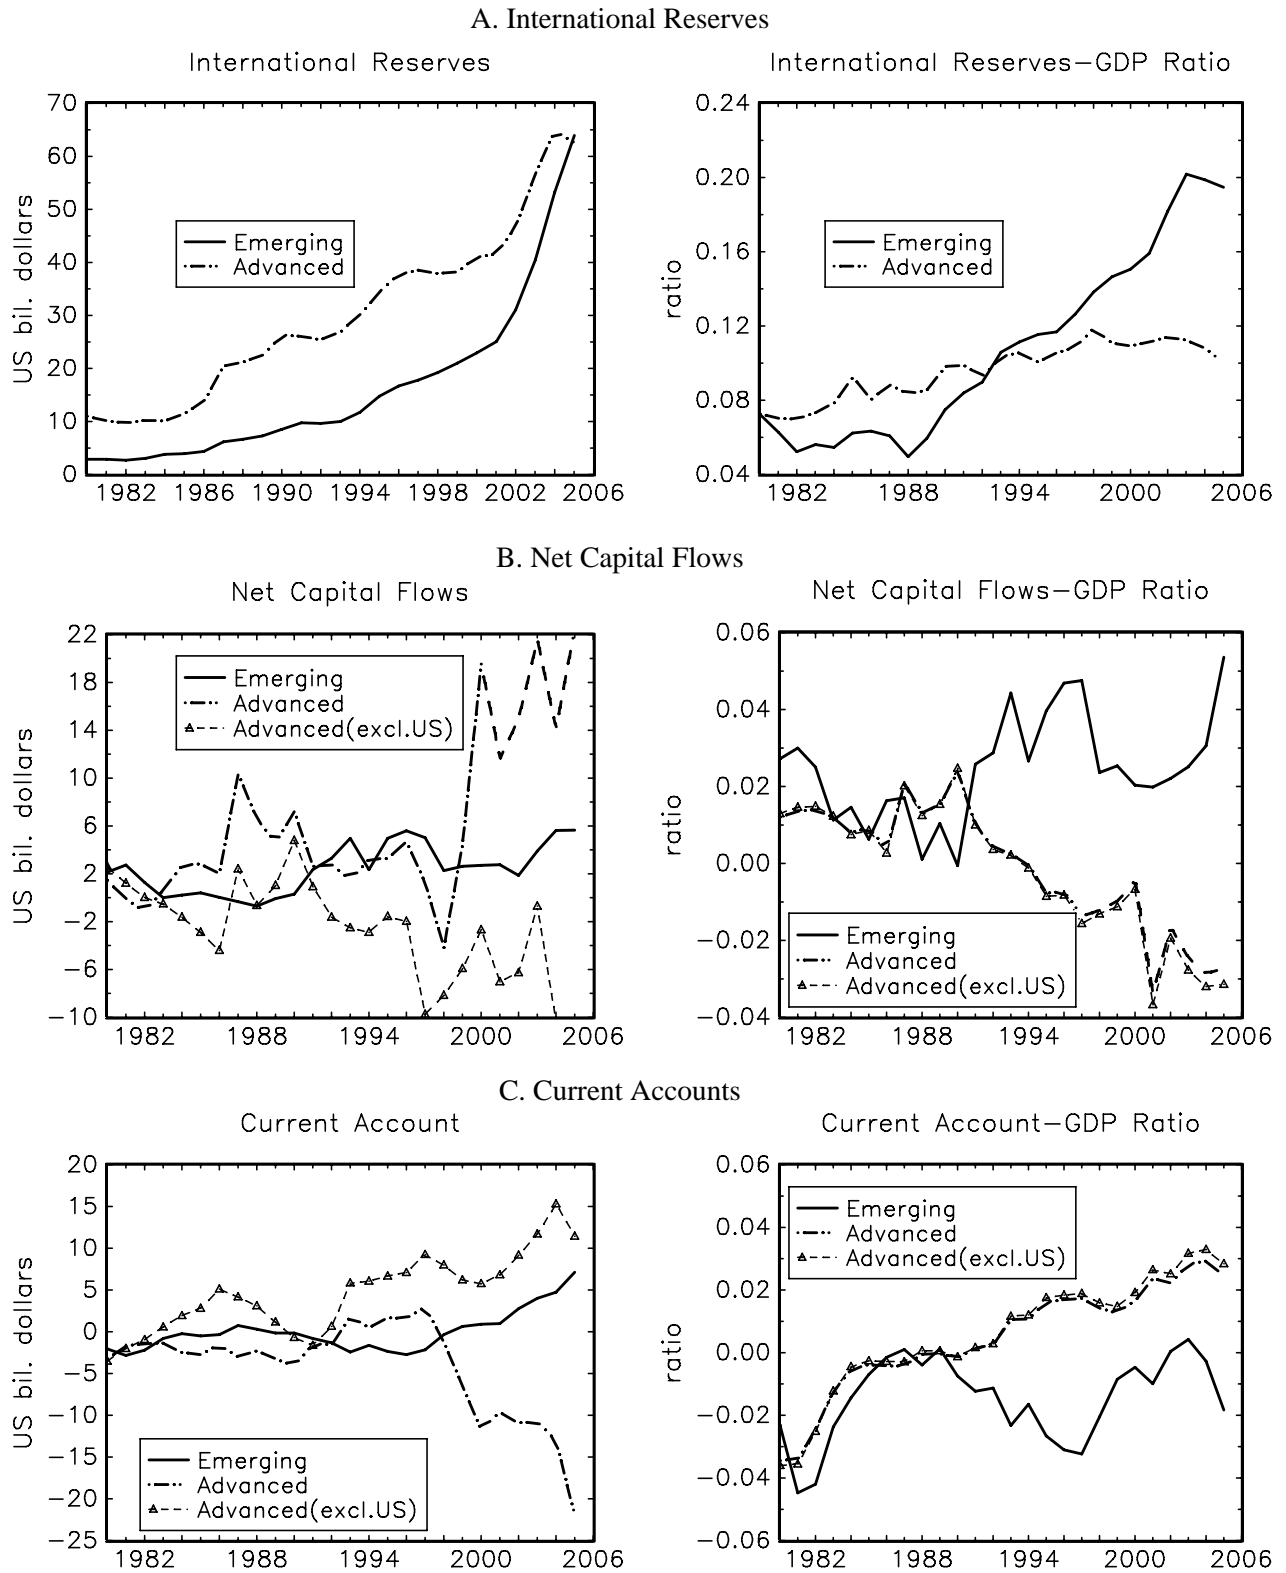 A. International Reserves
International Reserves
International Reserves−GDP Ratio
70
60
50
40
30
20
10
0
US bil. dollars
Emerging
Advanced
1982 1986 1990 1994 1998 2002 2006
0.24
0.20
0.16
0.12
0.08
0.04
ratio
Emerging
Advanced
1982 1988 1994 2000 2006
B. Net Capital Flows
Net Capital Flows
Net Capital Flows−GDP Ratio
22
18
14
10
6
2
−2
−6
−10
US bil. dollars
Emerging
Advanced
Advanced(excl.US)
1982 1988 1994 2000 2006
0.06
0.04
0.02
0.00
−0.02
−0.04
ratio
Emerging
Advanced
Advanced(excl.US)
1982 1988 1994 2000 2006
C. Current Accounts
Current Account
Current Account−GDP Ratio
20
15
10
5
0
−5
−10
−15
−20
−25
US bil. dollars
Emerging
Advanced
Advanced(excl.US)
1982 1988 1994 2000 2006
0.06
0.04
0.02
0.00
−0.02
−0.04
−0.06
ratio
Emerging
Advanced
Advanced(excl.US)
1982 1988 1994 2000 2006